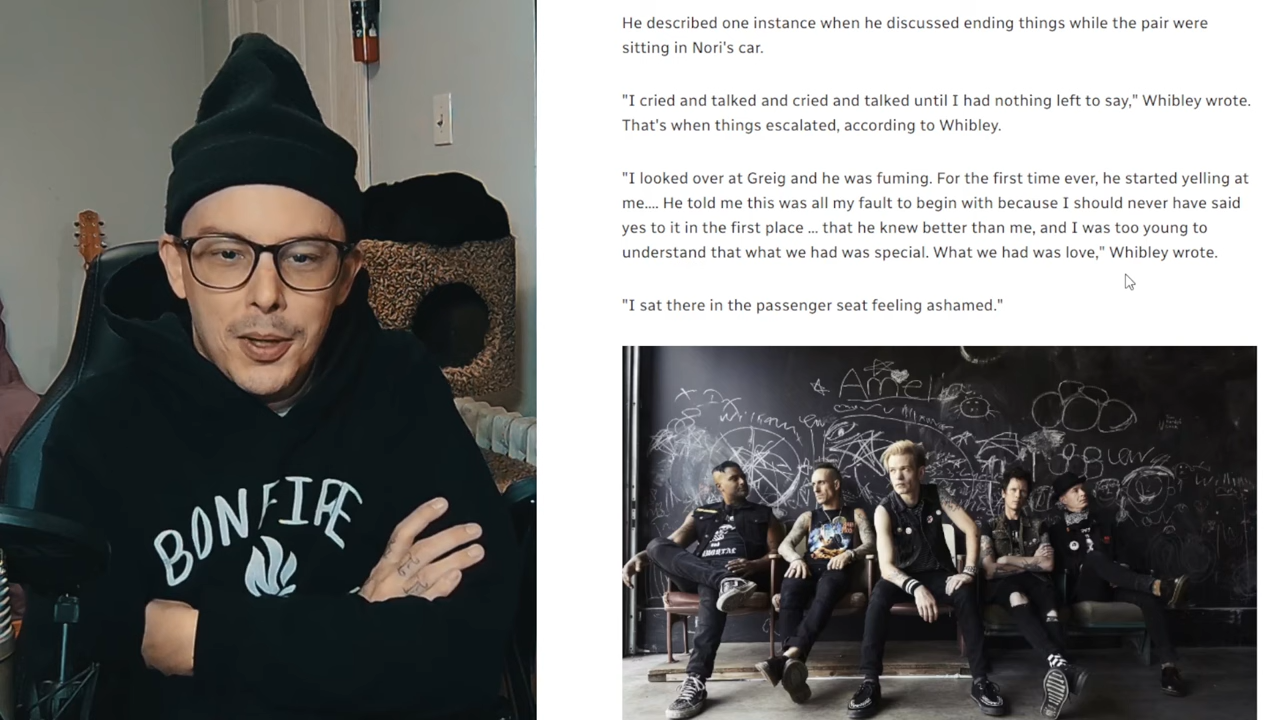 He described one instance when he discussed ending things while the pair were
sitting in Nori's car.
"I cried and talked and cried and talked until I had nothing left to say," Whibley wrote.
That's when things escalated, according to Whibley.
"I looked over at Greig and he was fuming. For the first time ever, he started yelling at
me.... He told me this was all my fault to begin with because I should never have said
yes to it in the first place ... that he knew better than me, and I was too young to
understand that what we had was special. What we had was love," Whibley wrote.
"I sat there in the passenger seat feeling ashamed."
BONFIRE